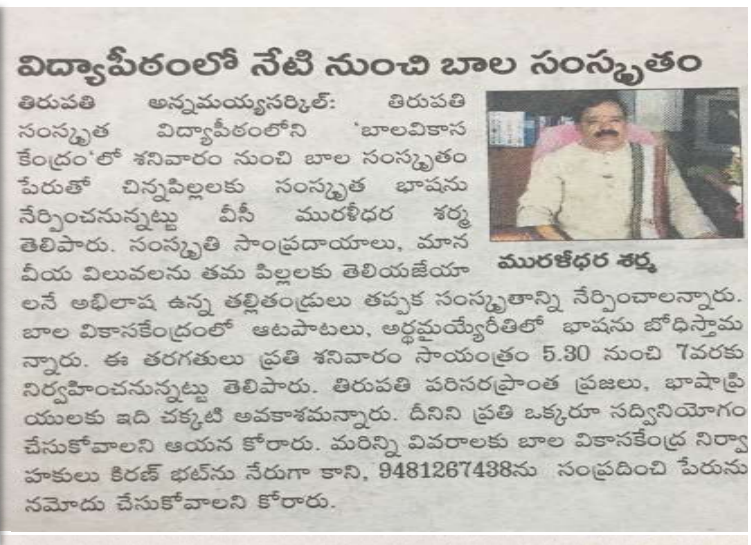 విద్యాపీఠంలో నేటి నుంచి బాల సంస్కృతం
తిరుపతి అన్నమయ్యసర్కిల్: తిరుపతి
సంస్కృత విద్యాపీఠంలోని 'బాలవికాస
కేంద్రం'లో శనివారం నుంచి బాల సంస్కృతం
పేరుతో చిన్నపిల్లలకు సంస్కృత భాషను
నేర్పించనున్నట్టు వీసీ మురళీధర శర్మ
తెలిపారు. సంస్కృతి సాంప్రదాయాలు, మాన
వీయ విలువలను తమ పిల్లలకు తెలియజేయా
మురళీధర శర్మ
లనే అభిలాష ఉన్న తల్లితండ్రులు తప్పక సంస్కృతాన్ని నేర్పించాలన్నారు.
బాల వికాసకేంద్రంలో ఆటపాటలు, అర్థమయ్యేరీతిలో భాషను బోధిస్తామ
న్నారు. ఈ తరగతులు ప్రతి శనివారం సాయంత్రం 5.30 నుంచి 7వరకు
నిర్వహించనున్నట్టు తెలిపారు. తిరుపతి పరిసరప్రాంత ప్రజలు, భాషాప్రి
యులకు ఇది చక్కటి అవకాశమన్నారు. దీనిని ప్రతి ఒక్కరూ సద్వినియోగం
చేసుకోవాలని ఆయన కోరారు. మరిన్ని వివరాలకు బాల వికాసకేంద్ర నిర్వా
హకులు కిరణ్ భట్‌ను నేరుగా కాని, 9481267438ను సంప్రదించి పేరును
నమోదు చేసుకోవాలని కోరారు.